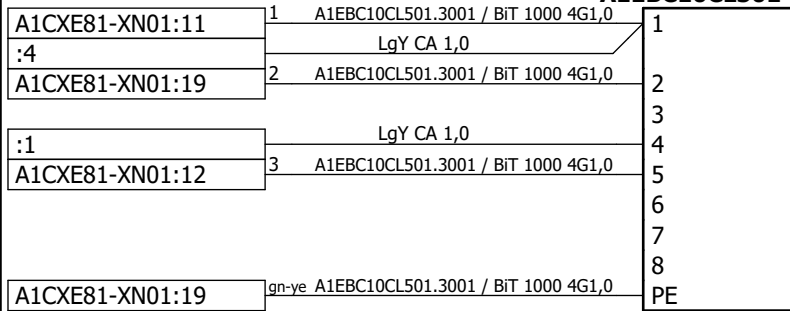 A1CXE81-XN01:11 1 A1EBC10CL501.3001 / BiT 1000 4G1,0 1
:4 LgY CA 1,0
A1CXE81-XN01:19 2 A1EBC10CL501.3001 / BiT 1000 4G1,0 2
3
:1 LgY CA 1,0 4
A1CXE81-XN01:12 3 A1EBC10CL501.3001 / BiT 1000 4G1,0 5
6
7
8
A1CXE81-XN01:19 gn-ye A1EBC10CL501.3001 / BiT 1000 4G1,0 PE